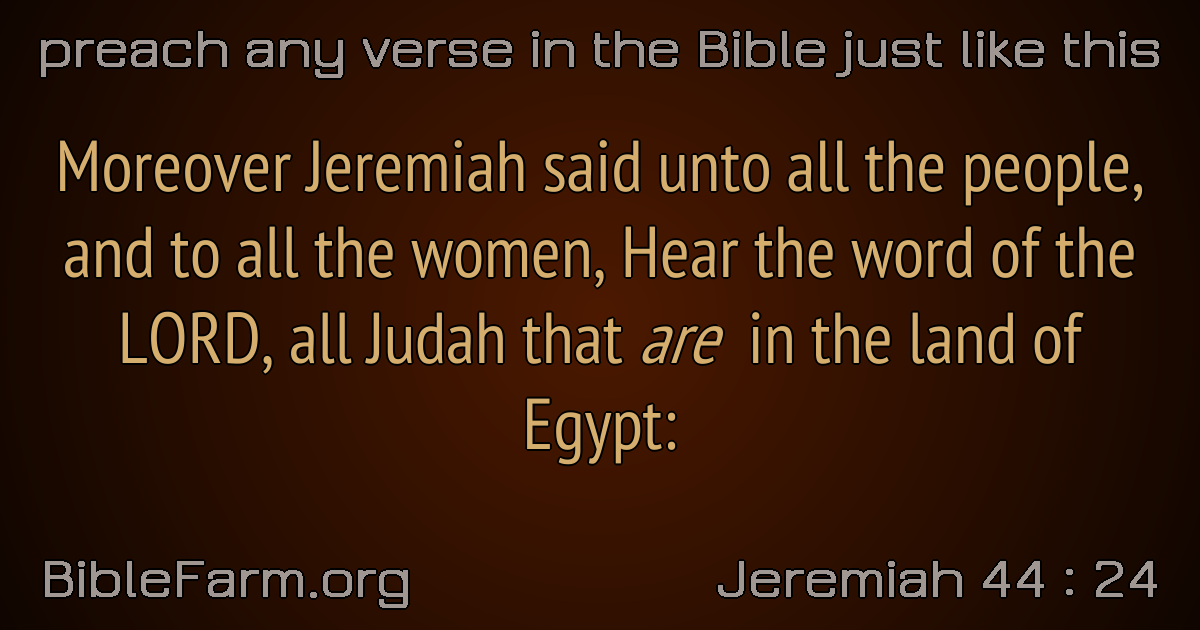 preach any verse in the Bible just like this
Moreover Jeremiah said unto all the people,
and to all the women, Hear the word of the
LORD, all Judah that are in the land of
Egypt:
BibleFarm.org
Jeremiah 44 : 24